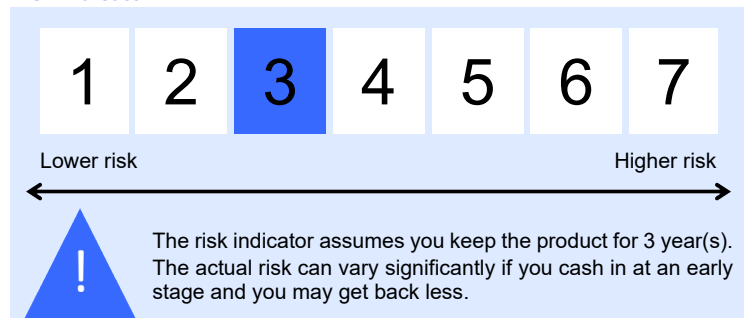 1 2 3 4 5 6 7
Lower risk Higher risk
!
The risk indicator assumes you keep the product for 3 year(s).
The actual risk can vary significantly if you cash in at an early
stage and you may get back less.